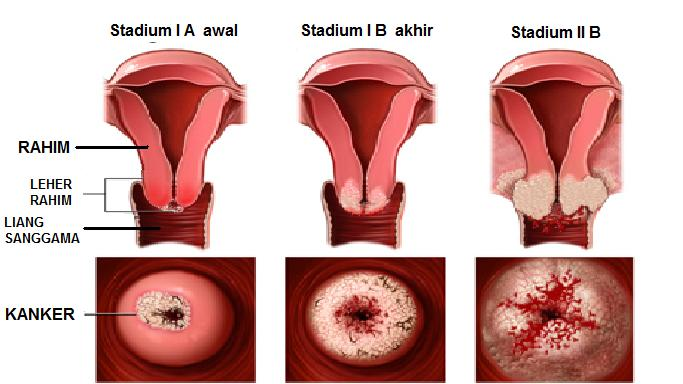 Stadium I A awal
Stadium I B akhir
Stadium II B
RAHIM
LEHER
RAHIM
LIANG
SANGGAMA
KANKER